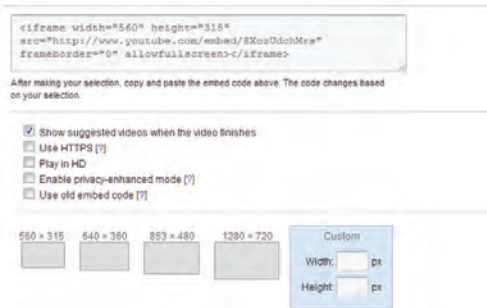 <iframe width="560" height="315"
src="http://www.youtube.com/embed/8XozUdchMrs"
frameborder="0" allowfullscreen></iframe>
After making your selection, copy and paste the embed code above. The code changes based
on your selection.
Show suggested videos when the video finishes
Use HTTPS [?]
Play in HD
Enable privacy-enhanced mode [?]
Use old embed code [?]
560 × 315 640 × 360 853 × 480 1280 × 720 Custom
Width: px
Height: px